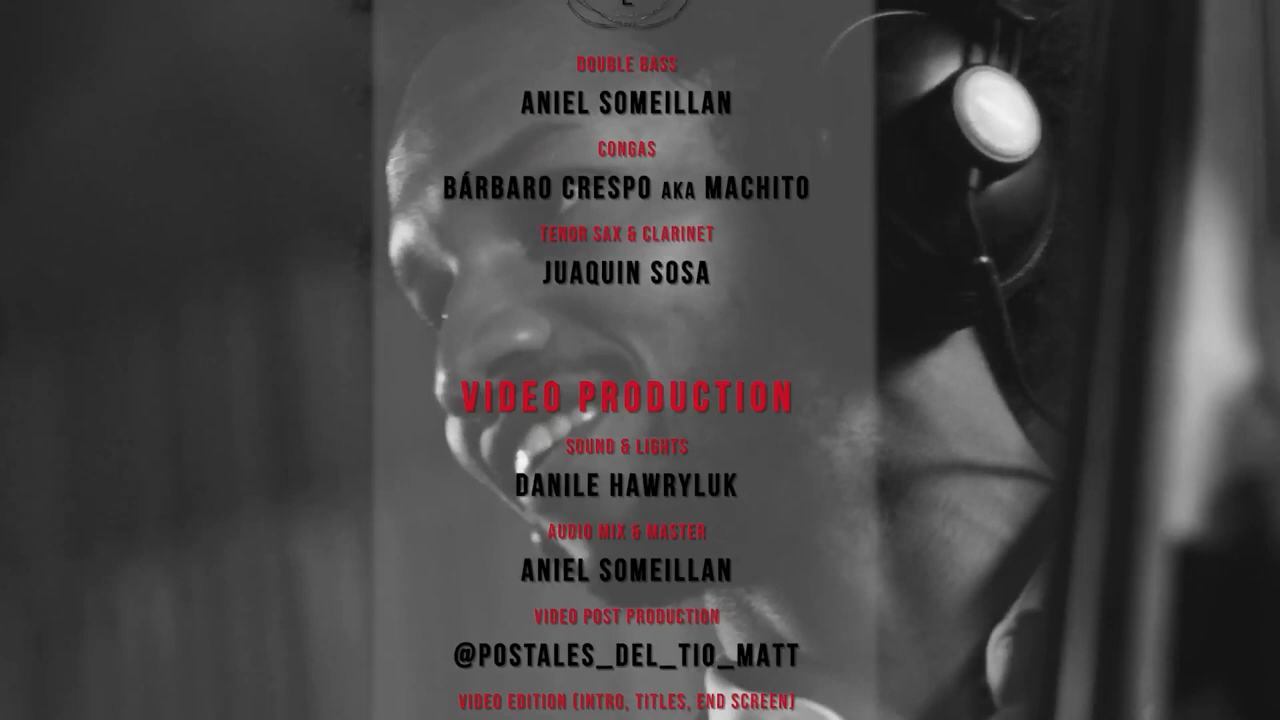 DOUBLE BASS
ANIEL SOMEILLAN
CONGAS
BÁRBARO CRESPO AKA MACHITO
TENOR SAX & CLARINET
JUAQUIN SOSA
VIDEO PRODUCTION
SOUND & LIGHTS
DANILE HAWRYLUK
AUDIO MIX & MASTER
ANIEL SOMEILLAN
VIDEO POST PRODUCTION
@POSTALES_DEL_TIO_MATT
VIDEO EDITION (INTRO, TITLES, END SCREEN)